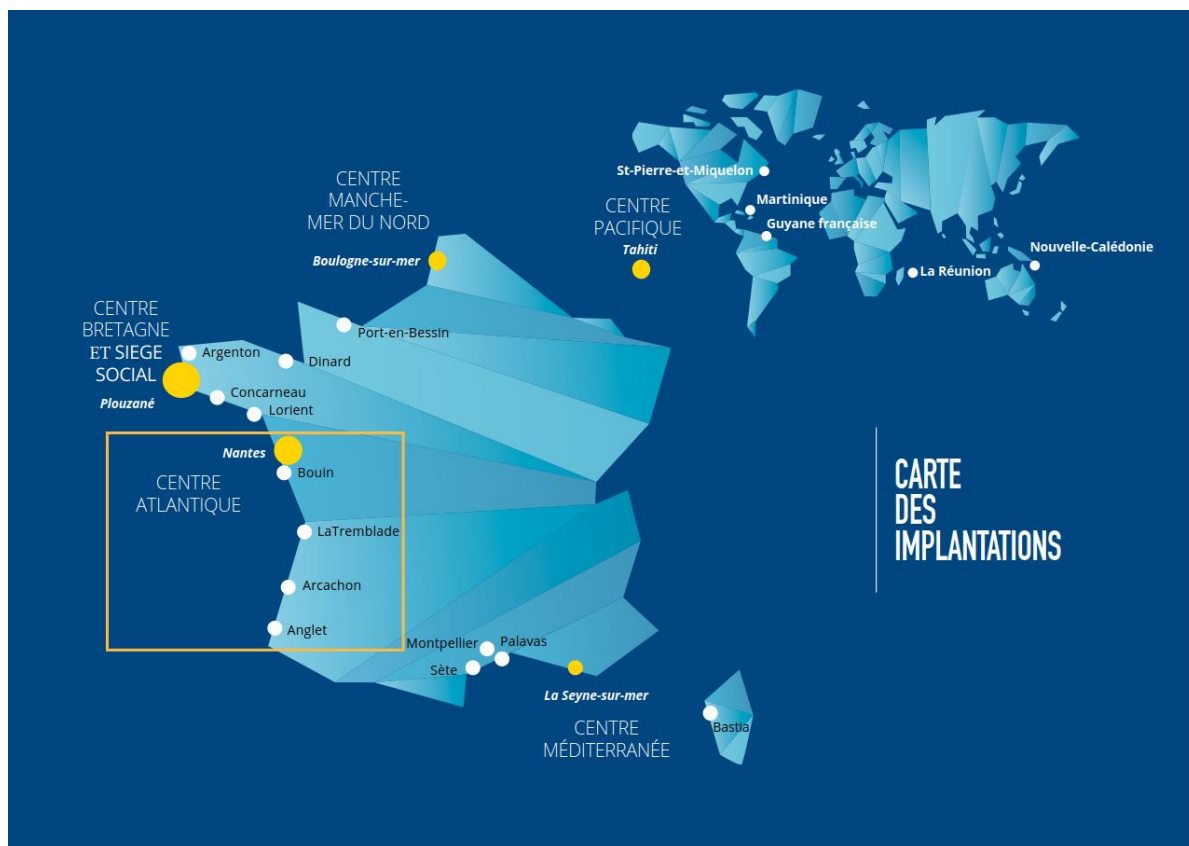 CENTRE
MANCHE-
MER DU NORD
Boulogne-sur-mer
CENTRE
PACIFIQUE
Tahiti
St-Pierre-et-Miquelon
Martinique
Guyane française
La Réunion
Nouvelle-Calédonie
CENTRE
BRETAGNE
ET SIEGE
SOCIAL
Plouzané
Argenton
Port-en-Bessin
Dinard
Concarneau
Lorient
Nantes
Bouin
CENTRE
ATLANTIQUE
LaTremblade
Arcachon
Anglet
Montpellier
Palavas
Sète
La Seyne-sur-mer
CENTRE
MÉDITERRANÉE
Bastia
CARTE
DES
IMPLANTATIONS